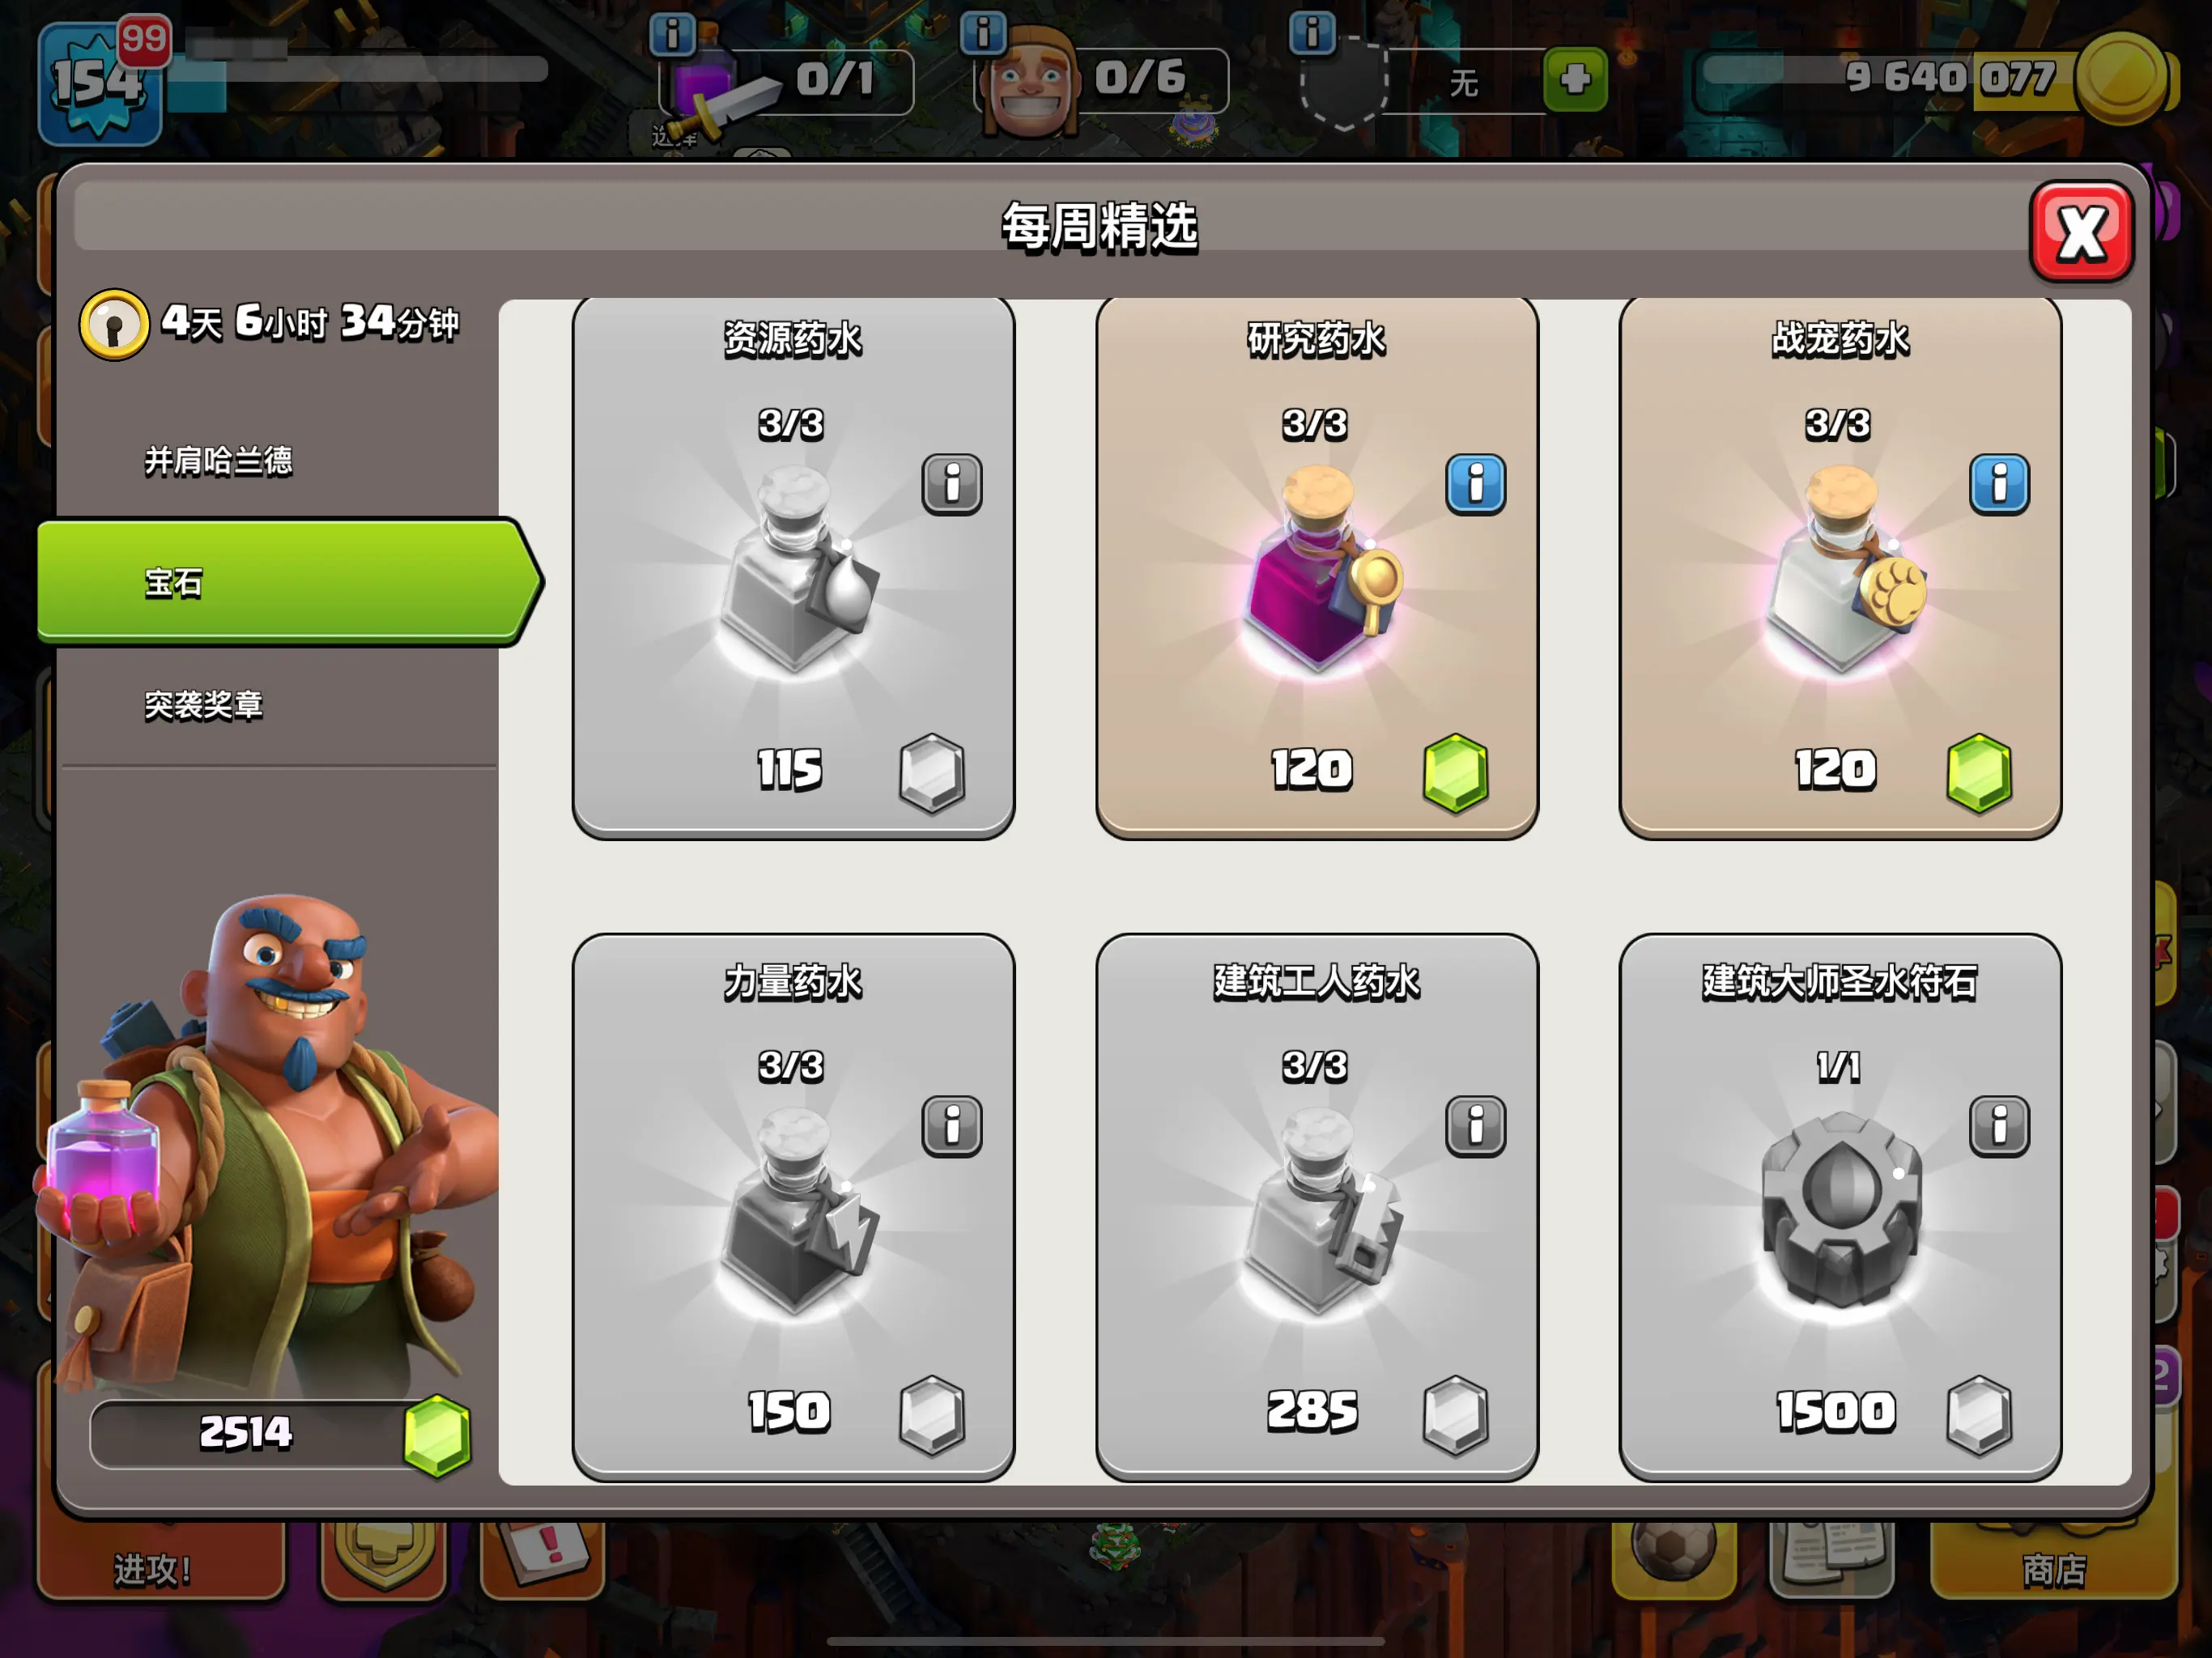 99
154
0/1
0/6
无
9 640 077
选择
每周精选
X
4天 6小时 34分钟
并肩哈兰德
宝石
突袭奖章
2514
资源药水
3/3
115
研究药水
3/3
120
战宠药水
3/3
120
力量药水
3/3
150
建筑工人药水
3/3
285
建筑大师圣水符石
1/1
1500
进攻!
商店
2